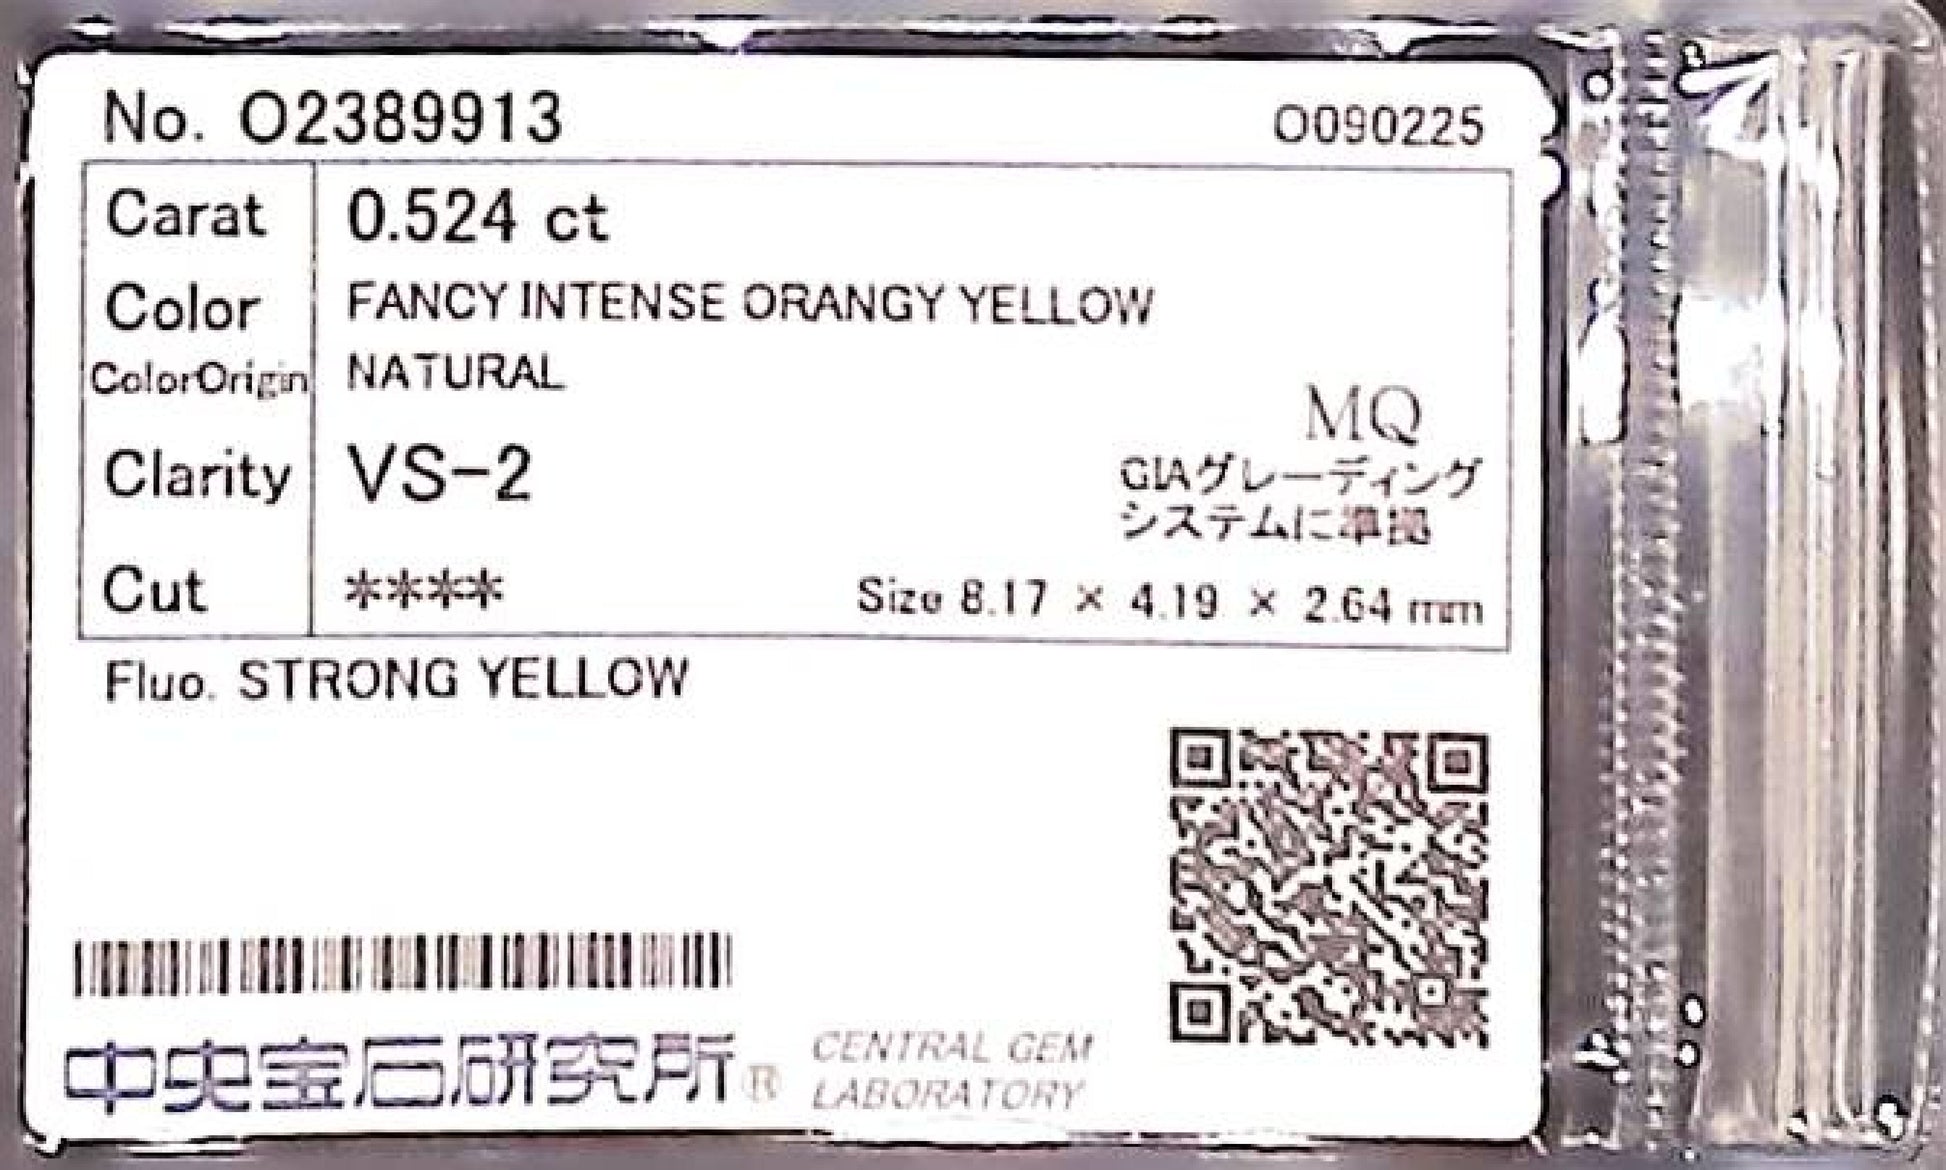 No. O2389913
O090225
Carat 0.524 ct
Color FANCY INTENSE ORANGY YELLOW
ColorOrigin NATURAL
MQ
Clarity VS-2
GIAグレーディング
システムに準拠
Cut ****
Size 8.17 × 4.19 × 2.64 mm
Fluo. STRONG YELLOW
中央宝石研究所®
CENTRAL GEM
LABORATORY